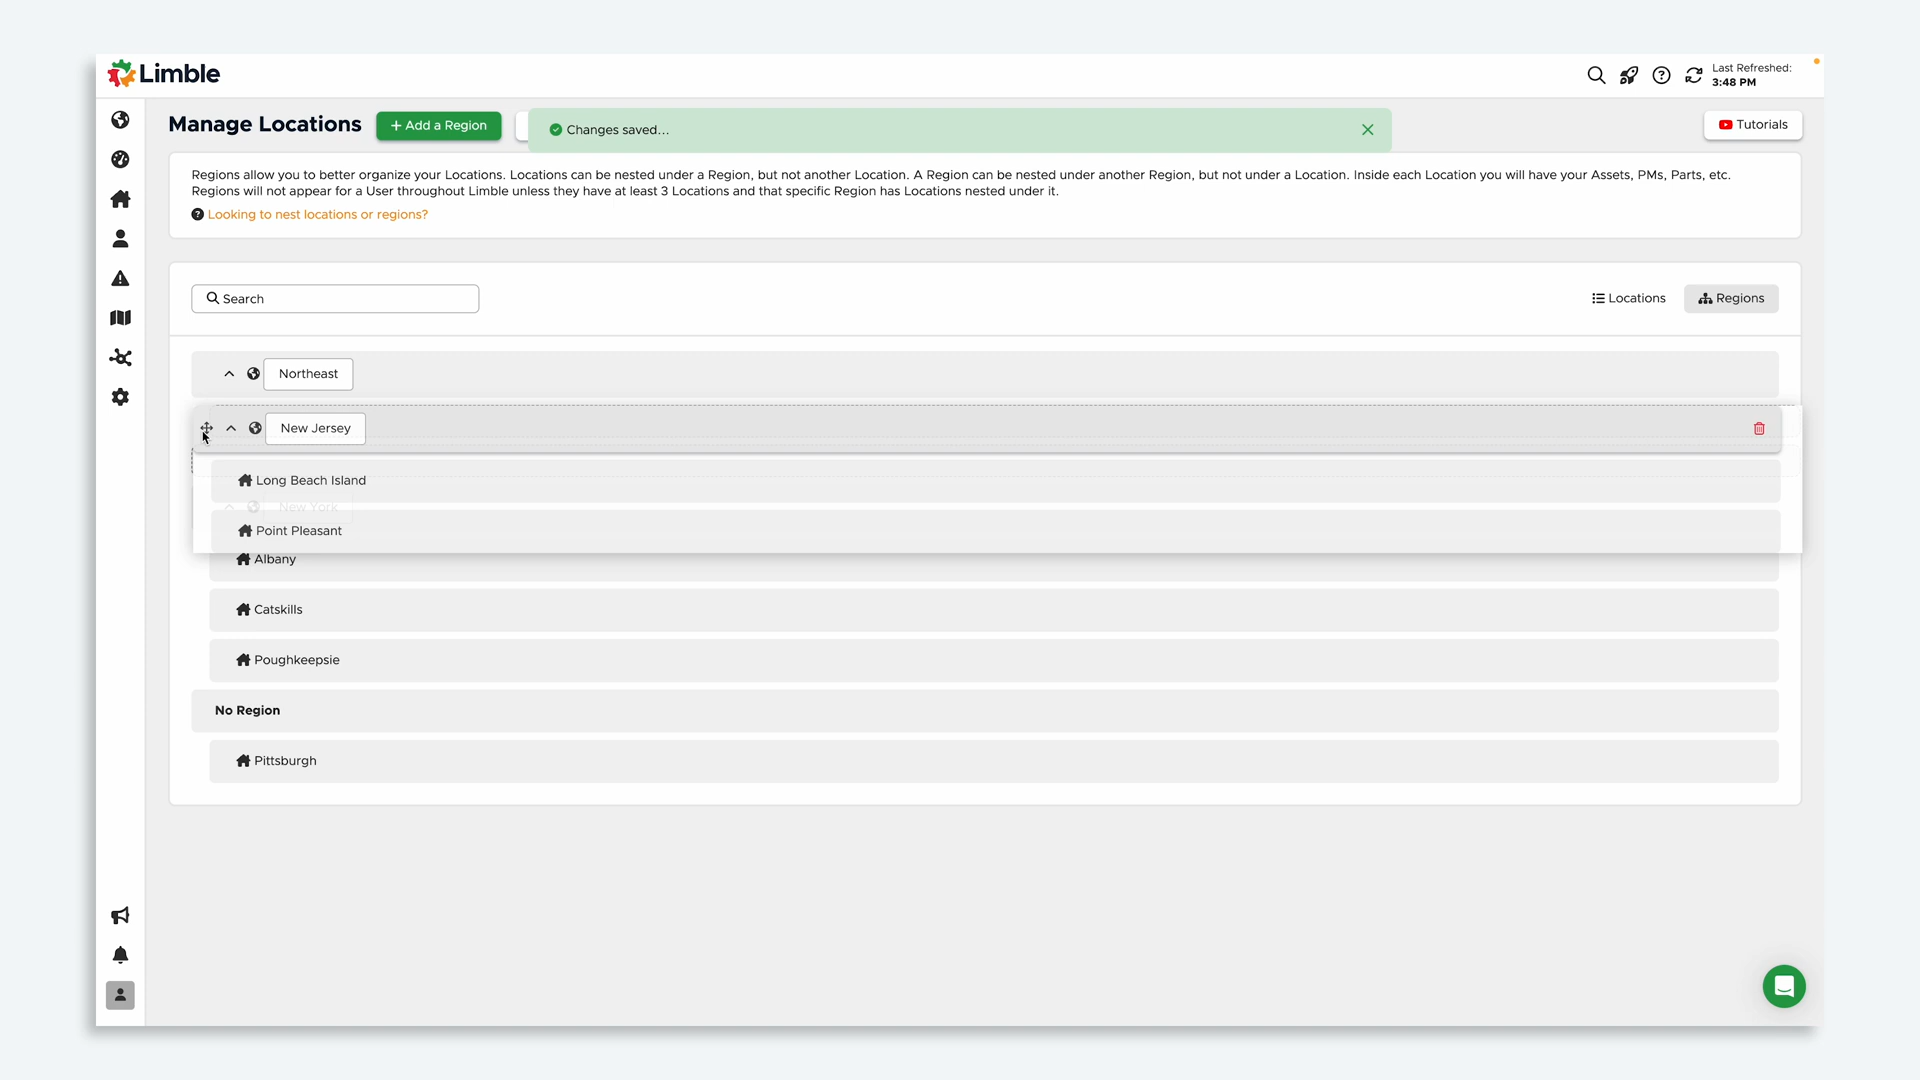 Limble
Last Refreshed:
3:48 PM
Manage Locations
+ Add a Region
Changes saved...
Tutorials
Regions allow you to better organize your Locations. Locations can be nested under a Region, but not another Location. A Region can be nested under another Region, but not under a Location. Inside each Location you will have your Assets, PMs, Parts, etc.
Regions will not appear for a User throughout Limble unless they have at least 3 Locations and that specific Region has Locations nested under it.
Looking to nest locations or regions?
Search
Locations
Regions
Northeast
New Jersey
Long Beach Island
New York
Point Pleasant
Albany
Catskills
Poughkeepsie
No Region
Pittsburgh